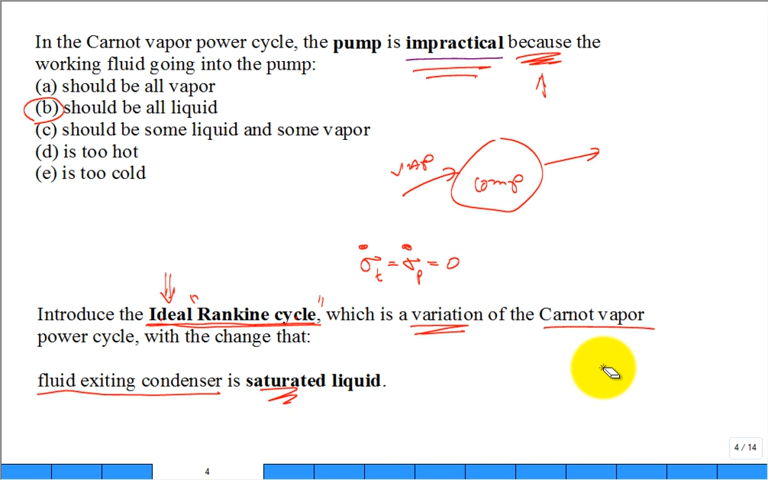 In the Carnot vapor power cycle, the pump is impractical because the
working fluid going into the pump:
(a) should be all vapor
(b) should be all liquid
(c) should be some liquid and some vapor
(d) is too hot
(e) is too cold
VAP
comp
σ̇t = σ̇p = 0
Introduce the Ideal "Rankine cycle," which is a variation of the Carnot vapor
power cycle, with the change that:
fluid exiting condenser is saturated liquid.
4 / 14
4